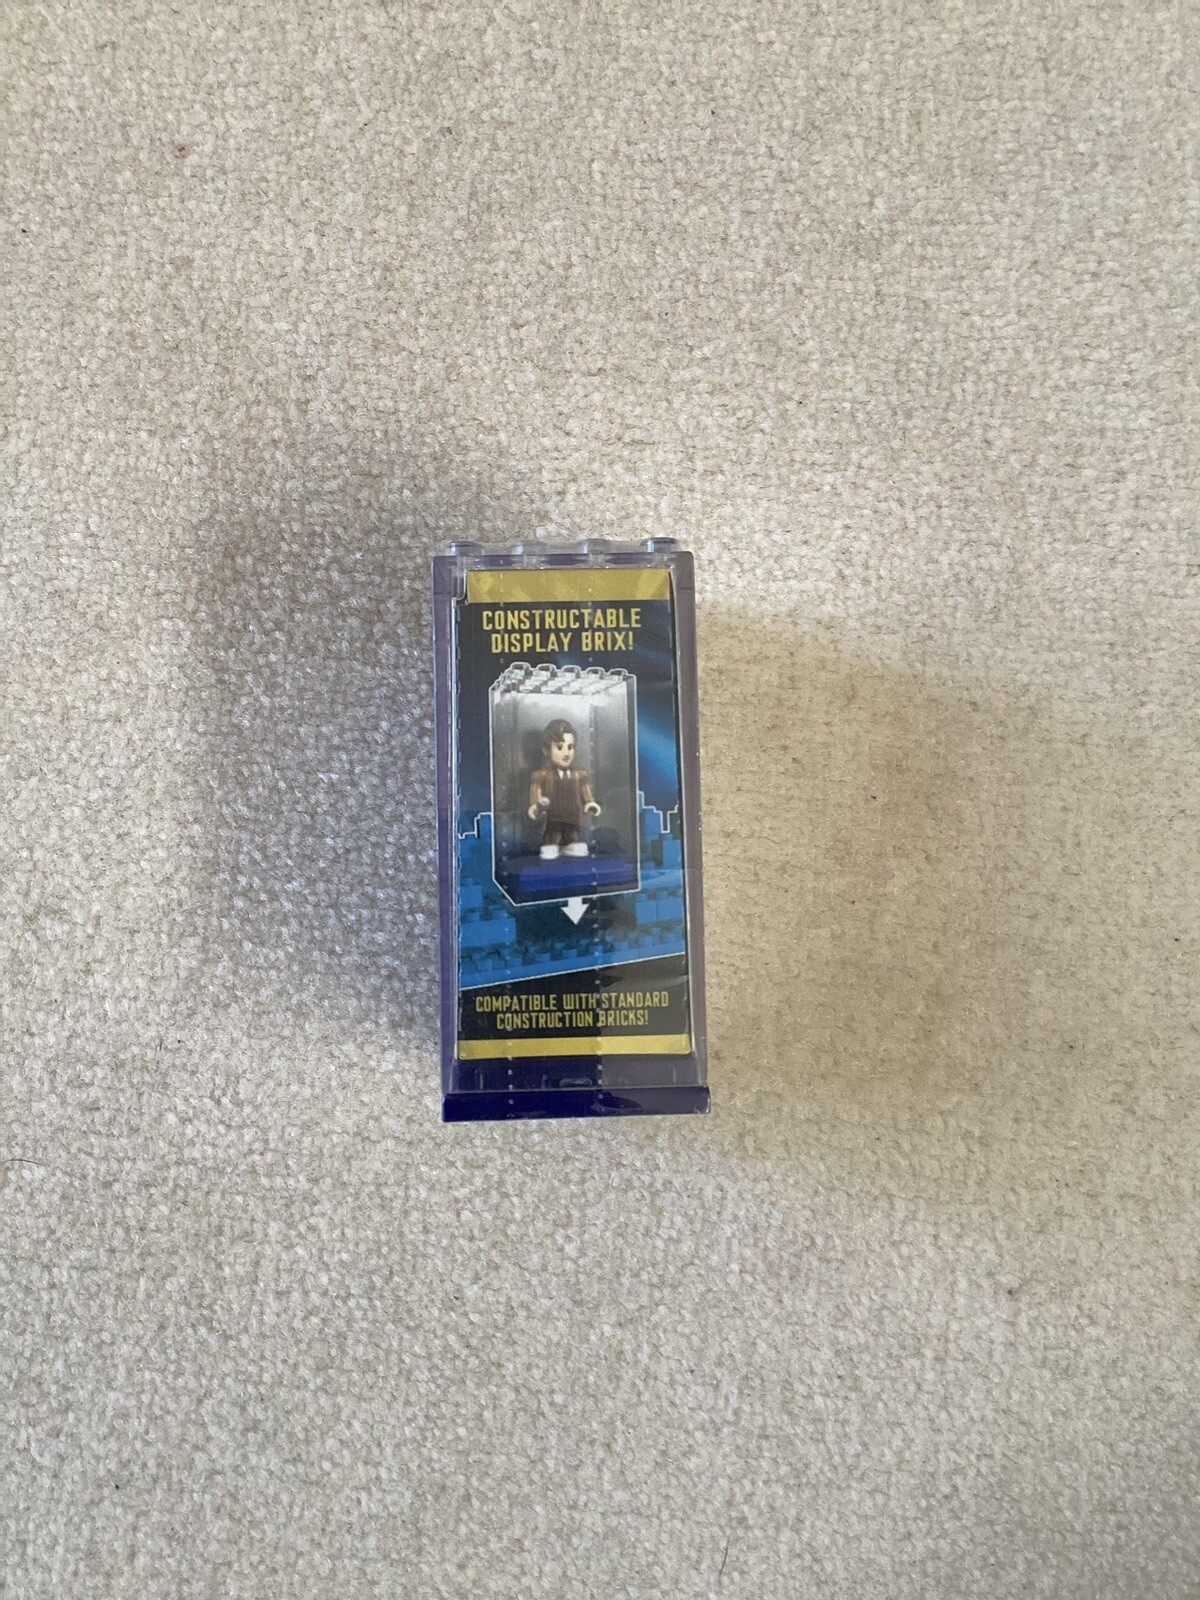 CONSTRUCTABLE
DISPLAY BRIX!
COMPATIBLE WITH STANDARD
CONSTRUCTION BRICKS!